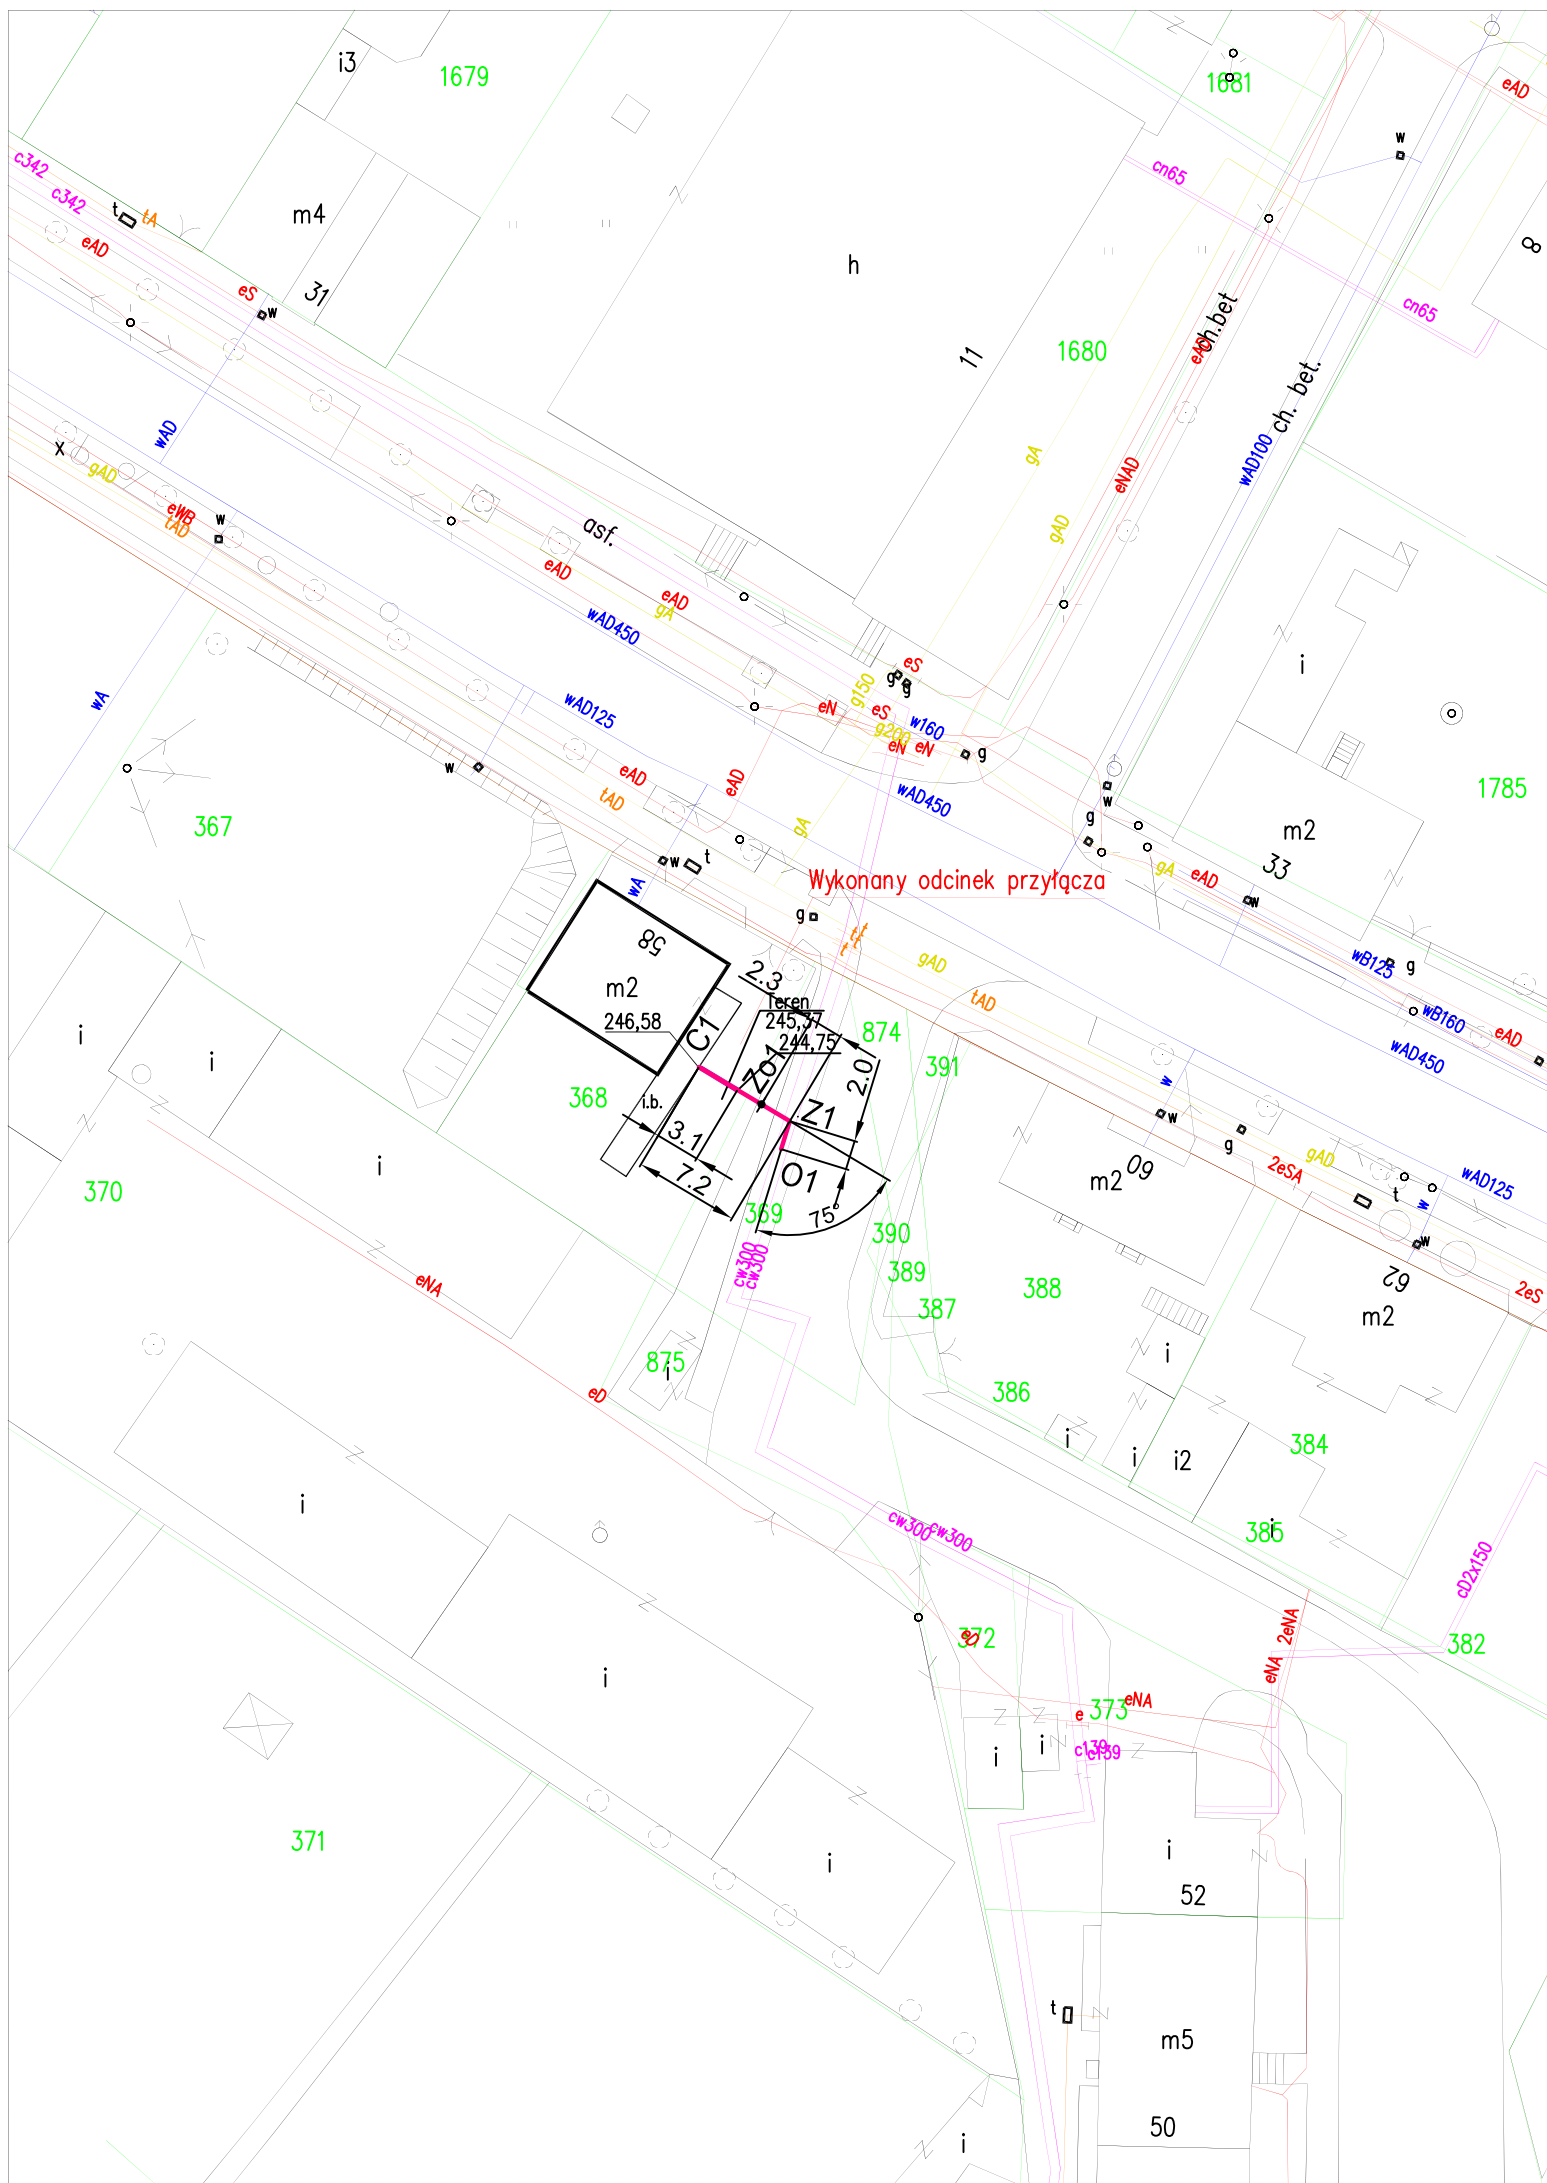 i3
1679
1681
eAD
w
cn65
c342
c342
t
tA
m4
eAD
8
h
31
eS
w
ch.bet
cn65
eAD
11
1680
ch. bet.
wAD
X
gAD
gA
wAD100
eNAD
eWB
w
tAD
asf.
gAD
eAD
eAD
gA
wAD450
i
eS
g
g
g150
wA
wAD125
eN
eS
w160
g200
eN
eN
g
w
eAD
eAD
tAD
wAD450
w
1785
367
gA
g
m2
33
w
t
Wykonany odcinek przyłącza
gA
eAD
w
wA
g
58
t
t
t
t
gAD
wB125
g
m2
2.3
Teren
245,37
244,75
246,58
C1
Z01
tAD
874
wB160
eAD
wAD450
i
i
391
2.0
w
368
i.b.
Z1
w
g
3.1
7.2
O1
75°
i
370
m2
60
2eSA
gAD
t
wAD125
w
w
369
390
cw300
cw300
389
387
388
62
2eS
eNA
m2
875
i
i
eD
386
i
i
i2
384
i
cw300
cw300
385
i
cD2x150
372
eD
2eNA
eNA
382
i
eNA
373
e
c139
c139
i
i
371
i
i
52
t
m5
50
i